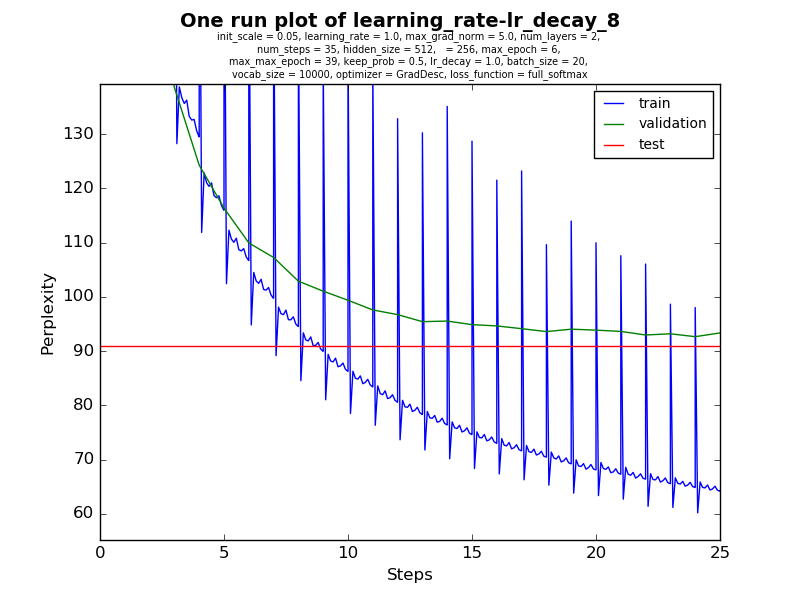 One run plot of learning_rate-lr_decay_8
init_scale = 0.05, learning_rate = 1.0, max_grad_norm = 5.0, num_layers = 2,
num_steps = 35, hidden_size = 512,   = 256, max_epoch = 6,
max_max_epoch = 39, keep_prob = 0.5, lr_decay = 1.0, batch_size = 20,
vocab_size = 10000, optimizer = GradDesc, loss_function = full_softmax
train
validation
test
130
120
110
100
90
80
70
60
Perplexity
0 5 10 15 20 25
Steps